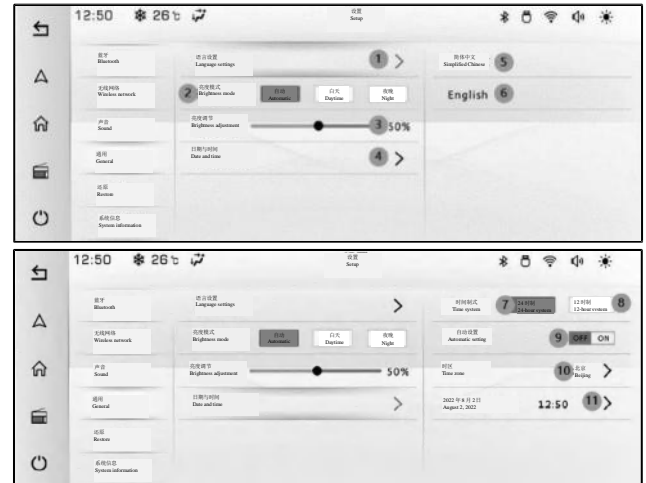 12:50 26℃
设置
Setup
蓝牙
Bluetooth
无线网络
Wireless network
声音
Sound
通用
General
还原
Restore
系统信息
System information
语言设置
Language settings
1
2
亮度模式
Brightness mode
自动
Automatic
白天
Daytime
夜晚
Night
亮度调节
Brightness adjustment
3
50%
日期与时间
Date and time
4
简体中文
Simplified Chinese
5
English
6
12:50 26℃
设置
Setup
蓝牙
Bluetooth
无线网络
Wireless network
声音
Sound
通用
General
还原
Restore
系统信息
System information
语言设置
Language settings
亮度模式
Brightness mode
自动
Automatic
白天
Daytime
夜晚
Night
亮度调节
Brightness adjustment
50%
日期与时间
Date and time
时间制式
Time system
7
24时制
24-hour system
12时制
12-hour system
8
自动设置
Automatic setting
9
OFF ON
时区
Time zone
10
北京
Beijing
2022年8月2日
August 2, 2022
12:50
11